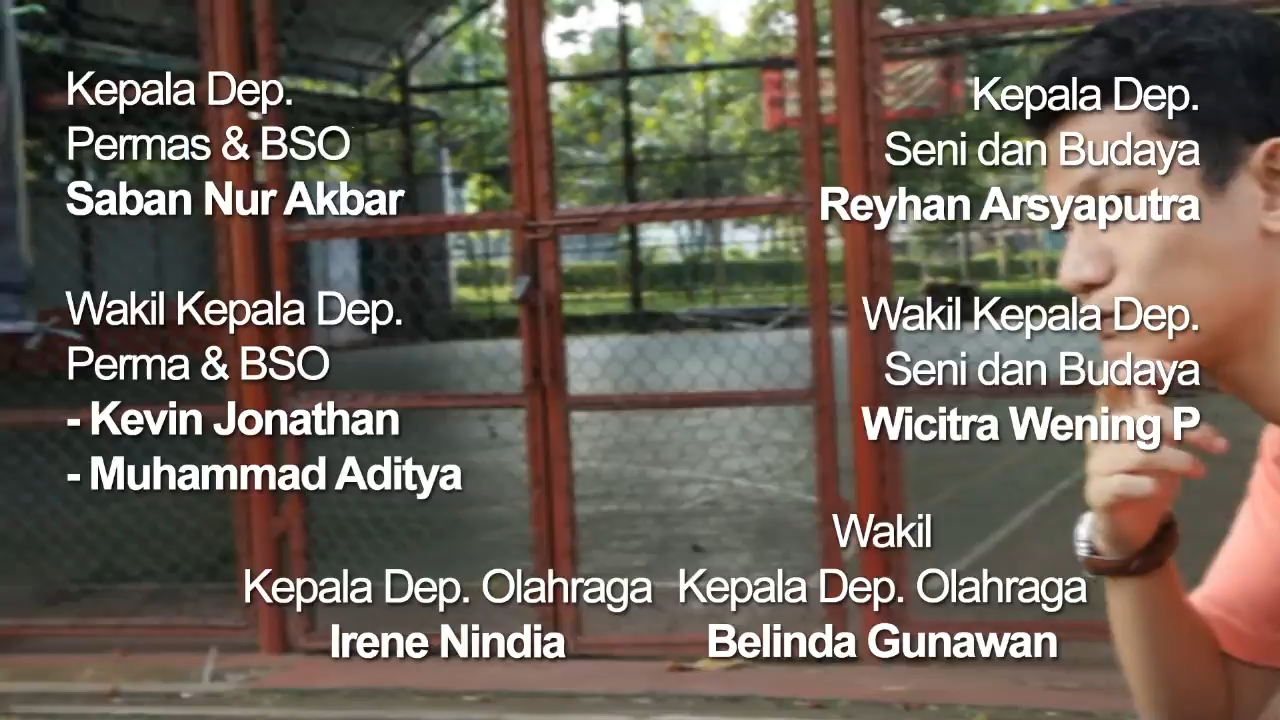 Kepala Dep.
Permas & BSO
Saban Nur Akbar
Wakil Kepala Dep.
Perma & BSO
- Kevin Jonathan
- Muhammad Aditya
Kepala Dep.
Seni dan Budaya
Reyhan Arsyaputra
Wakil Kepala Dep.
Seni dan Budaya
Wicitra Wening P
Kepala Dep. Olahraga
Irene Nindia
Wakil
Kepala Dep. Olahraga
Belinda Gunawan